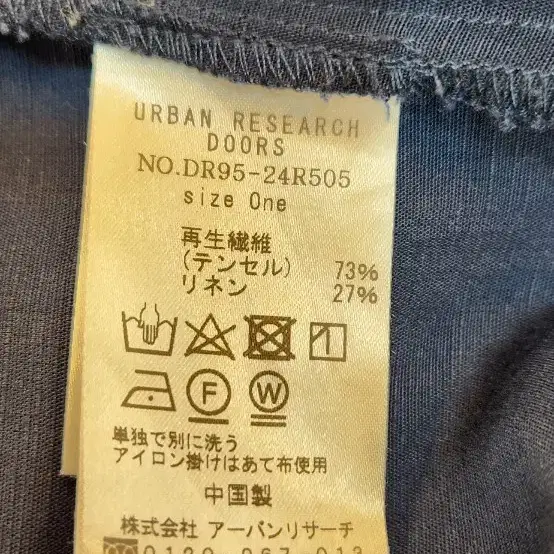 URBAN RESEARCH
DOORS
NO.DR95-24R505
size One
再生繊維
(テンセル) 73%
リネン 27%
F W
単独で別に洗う
アイロン掛けはあて布使用
中国製
株式会社 アーバンリサーチ